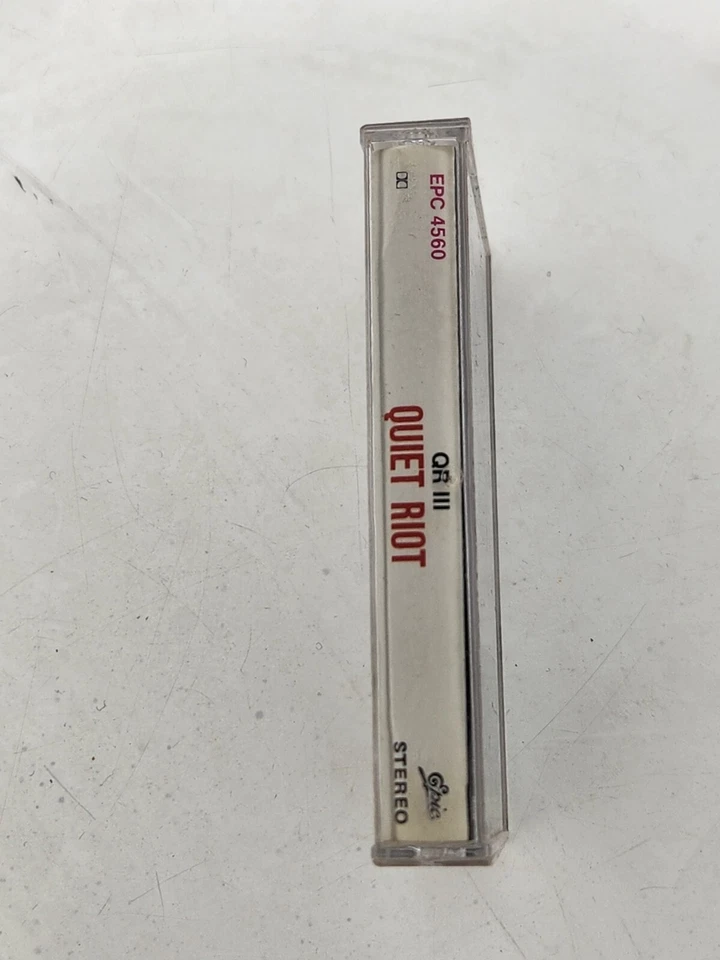 EPC 4560
QR III
QUIET RIOT
Epic
STEREO